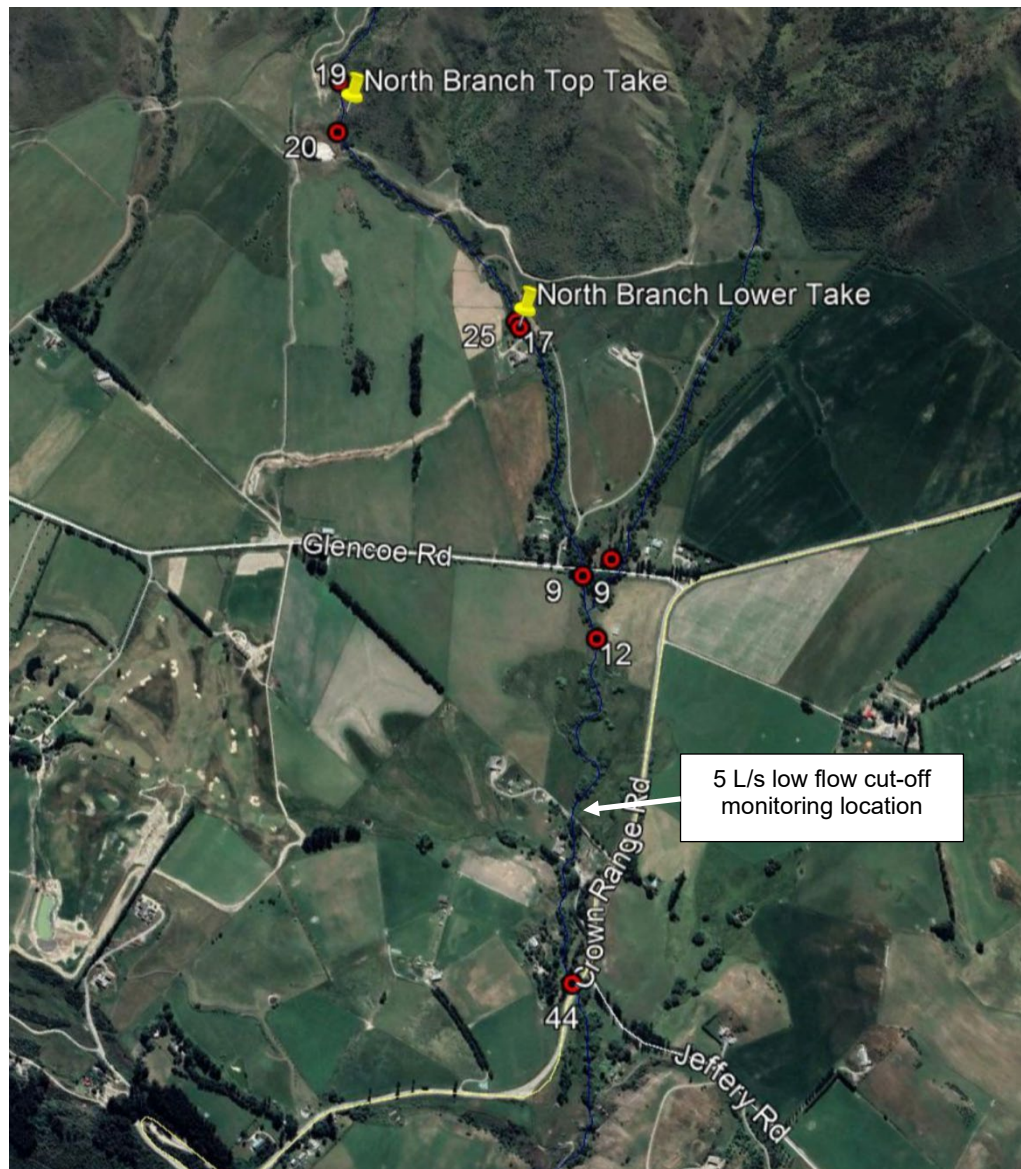 19
North Branch Top Take
20
North Branch Lower Take
25
17
Glencoe Rd
9
9
12
5 L/s low flow cut-off
monitoring location
Crown Range Rd
44
Jeffery Rd